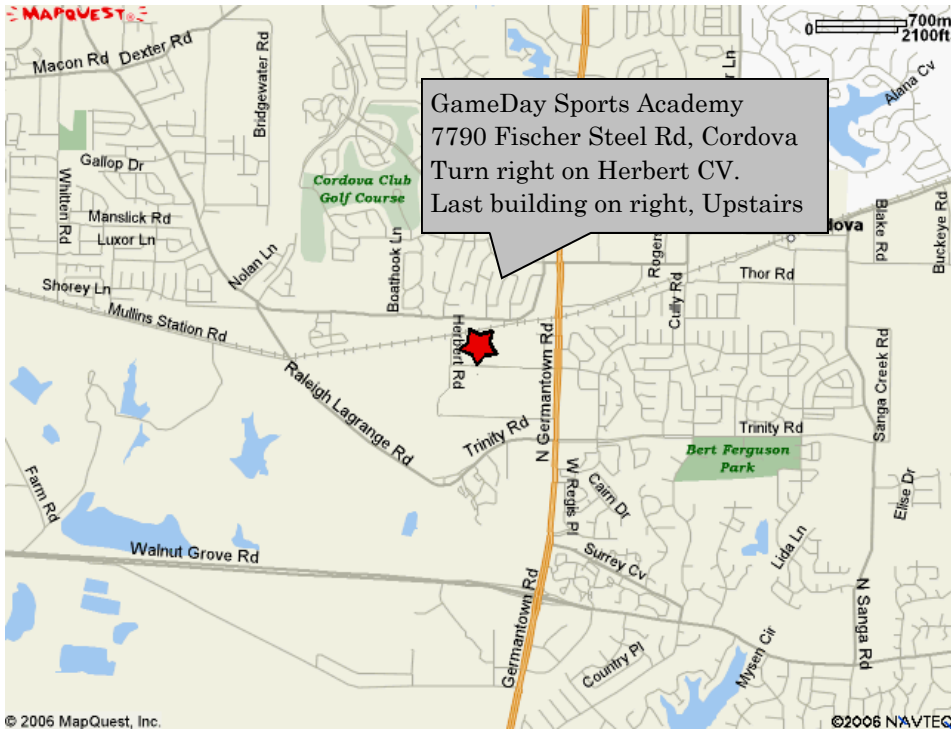 MAPQUEST
700m
0
2100ft
Macon Rd
Dexter Rd
Bridgewater Rd
Alana Cv
GameDay Sports Academy
7790 Fischer Steel Rd, Cordova
Turn right on Herbert CV.
Last building on right, Upstairs
Gallop Dr
Whitten Rd
Cordova Club
Golf Course
Manslick Rd
Luxor Ln
Nolan Ln
Boathook Ln
Blake Rd
Buckeye Rd
Thor Rd
Cully Rd
Shorey Ln
Mullins Station Rd
Herbert Rd
N Germantown Rd
Sanga Creek Rd
Raleigh Lagrange Rd
Trinity Rd
Trinity Rd
Bert Ferguson
Park
W Regis Pl
Cairn Dr
Elise Dr
Farm Rd
Lida Ln
Walnut Grove Rd
Surrey Cv
Germantown Rd
N Sanga Rd
Country Pl
Mysen Cir
© 2006 MapQuest, Inc.
©2006 NAVTEQ